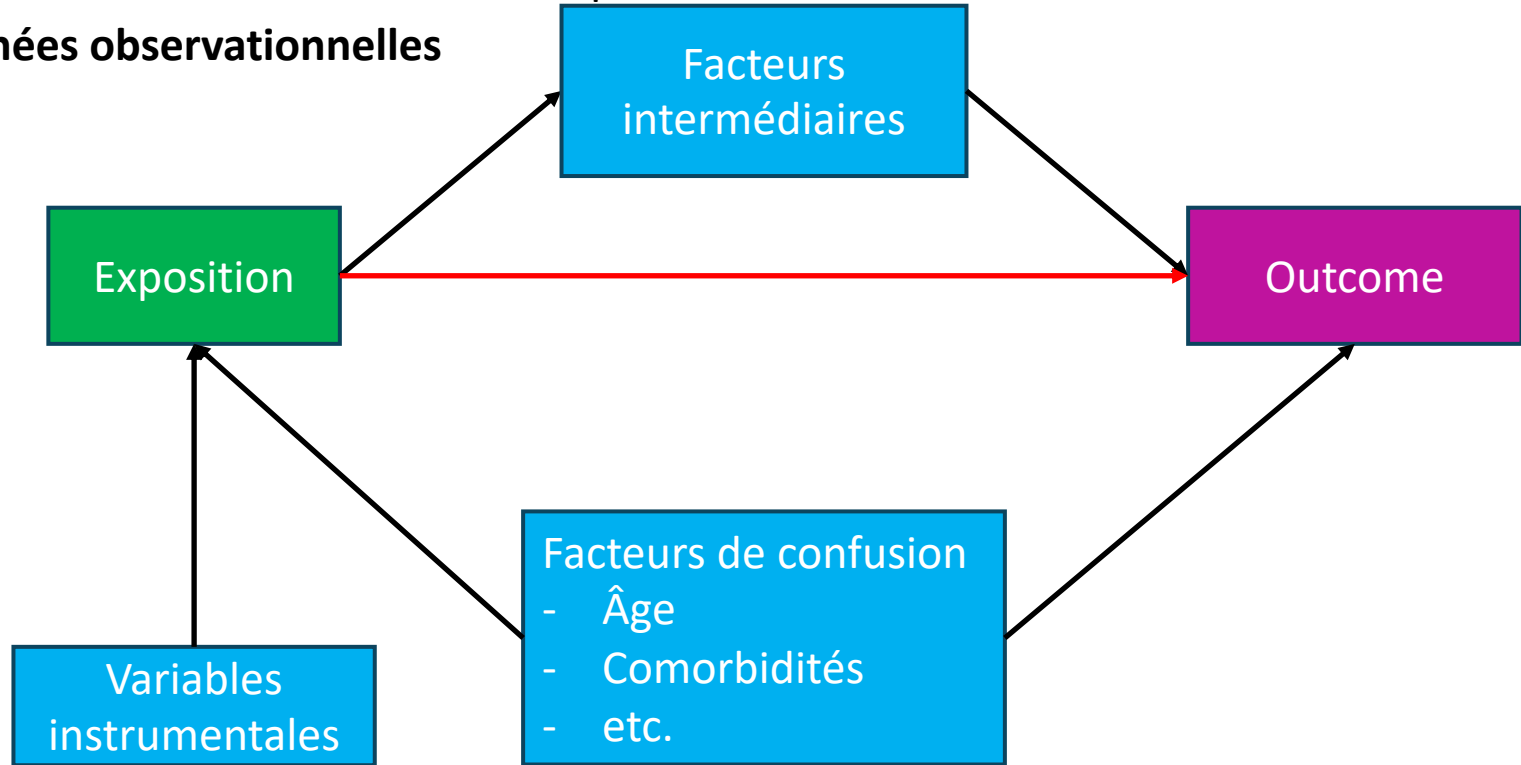 nées observationnelles
Facteurs
intermédiaires
Exposition
Outcome
Facteurs de confusion
- Âge
- Comorbidités
- etc.
Variables
instrumentales